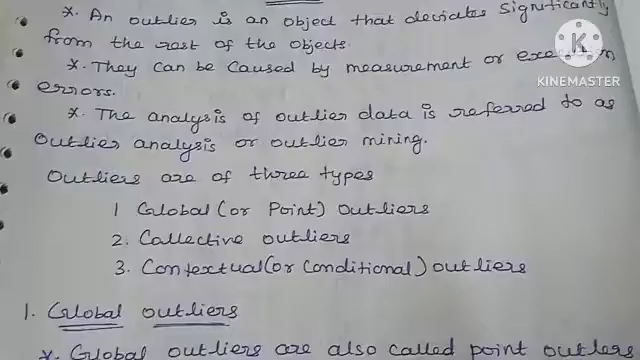 *. An outlier is an object that deviates significantly
from the rest of the objects.
*. They can be caused by measurement or
errors.
*. The analysis of outlier data is referred to as
outlier analysis or outlier mining.
Outliers are of three types
1 Global (or Point) outliers
2. Collective outliers
3. Contextual (or Conditional) outliers
1. Global outliers
*. Global outliers are also called point outliers
K
KINEMASTER